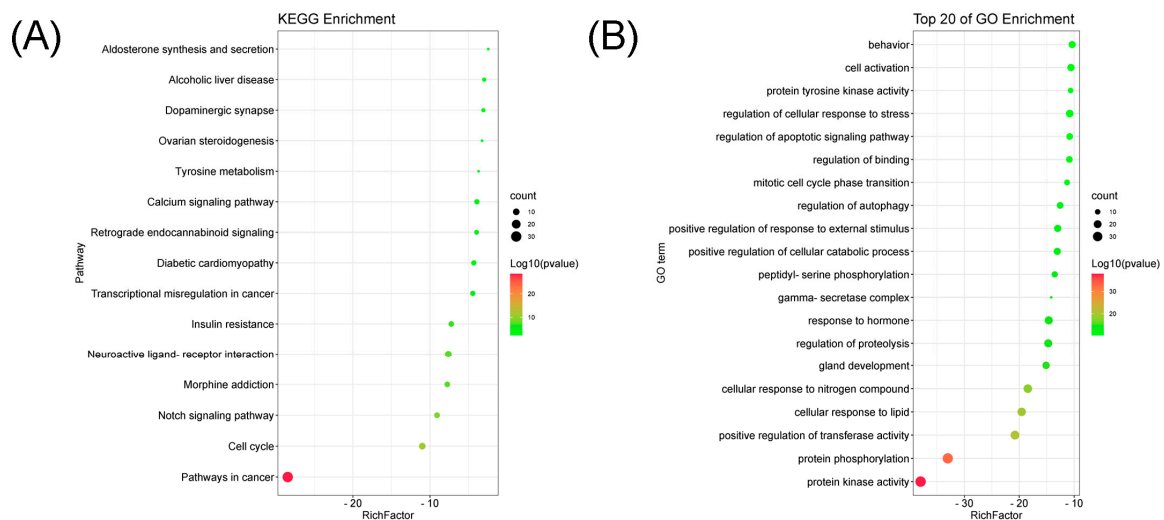 (A)
KEGG Enrichment
Aldosterone synthesis and secretion
Alcoholic liver disease
Dopaminergic synapse
Ovarian steroidogenesis
Tyrosine metabolism
Calcium signaling pathway
Retrograde endocannabinoid signaling
Diabetic cardiomyopathy
Transcriptional misregulation in cancer
Insulin resistance
Neuroactive ligand- receptor interaction
Morphine addiction
Notch signaling pathway
Cell cycle
Pathways in cancer
Pathway
- 20
- 10
RichFactor
count
10
20
30
Log10(pvalue)
20
10
(B)
Top 20 of GO Enrichment
behavior
cell activation
protein tyrosine kinase activity
regulation of cellular response to stress
regulation of apoptotic signaling pathway
regulation of binding
mitotic cell cycle phase transition
regulation of autophagy
positive regulation of response to external stimulus
positive regulation of cellular catabolic process
peptidyl- serine phosphorylation
gamma- secretase complex
response to hormone
regulation of proteolysis
gland development
cellular response to nitrogen compound
cellular response to lipid
positive regulation of transferase activity
protein phosphorylation
protein kinase activity
GO term
- 30
- 20
- 10
RichFactor
count
10
20
30
Log10(pvalue)
30
20